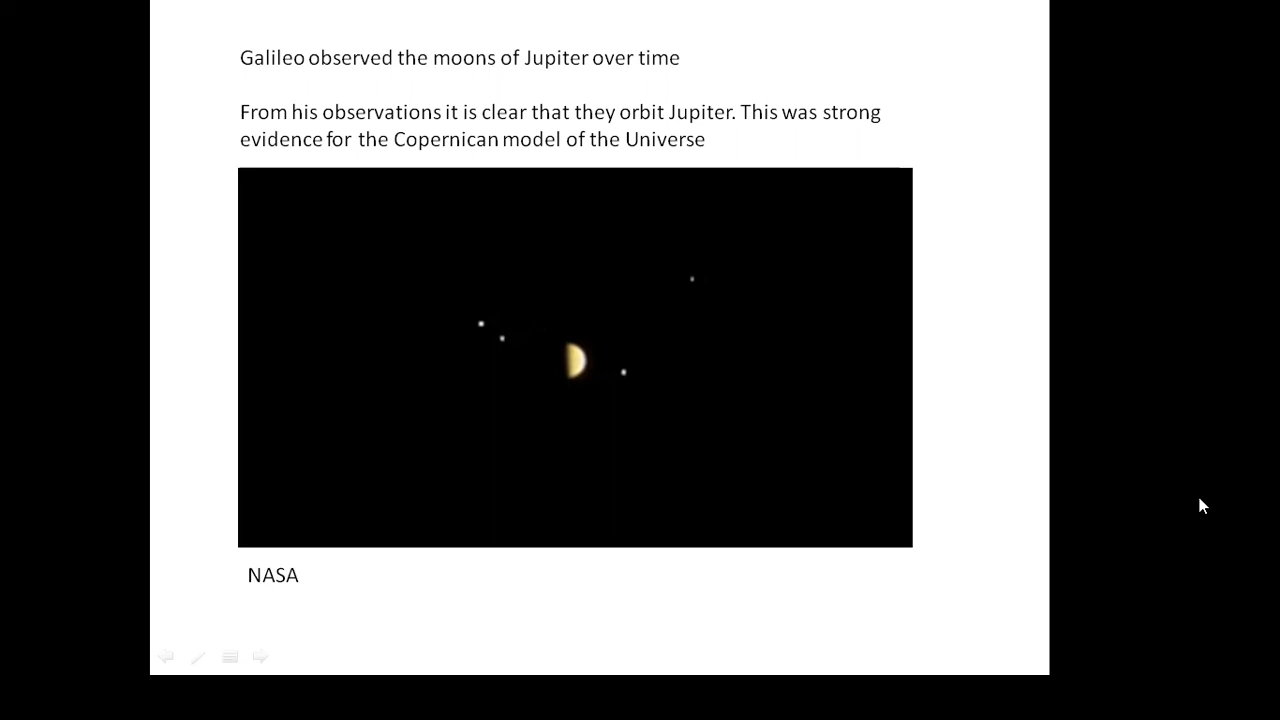 Galileo observed the moons of Jupiter over time
From his observations it is clear that they orbit Jupiter. This was strong
evidence for the Copernican model of the Universe
NASA